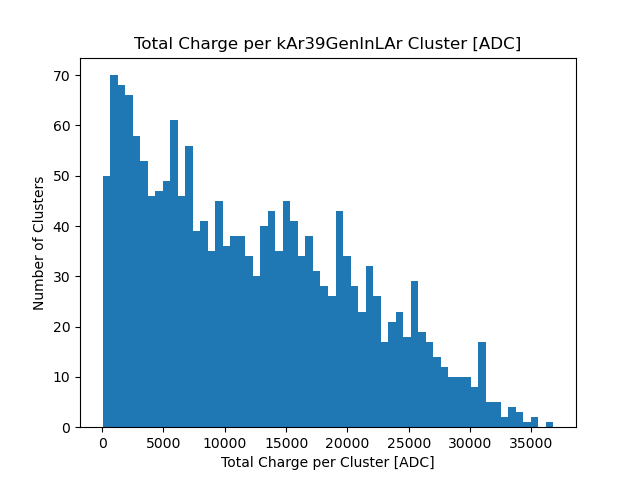 Total Charge per kAr39GenInLAr Cluster [ADC]
70
60
50
40
30
20
10
0
Number of Clusters
0 5000 10000 15000 20000 25000 30000 35000
Total Charge per Cluster [ADC]